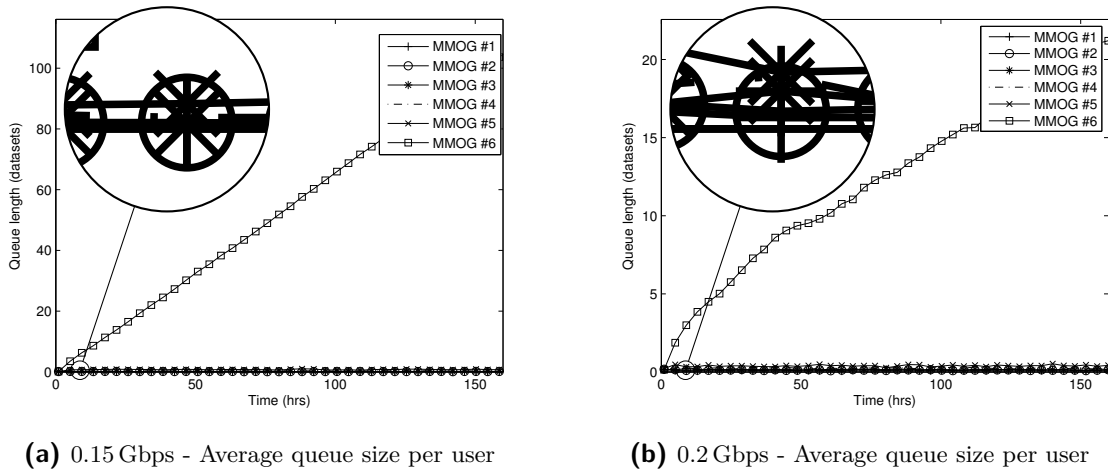 MMOG #1
MMOG #2
MMOG #3
MMOG #4
MMOG #5
MMOG #6
100
80
60
40
20
0
Queue length (datasets)
0
50
100
150
Time (hrs)
(a) 0.15 Gbps - Average queue size per user
MMOG #1
MMOG #2
MMOG #3
MMOG #4
MMOG #5
MMOG #6
20
15
10
5
0
Queue length (datasets)
0
50
100
150
Time (hrs)
(b) 0.2 Gbps - Average queue size per user